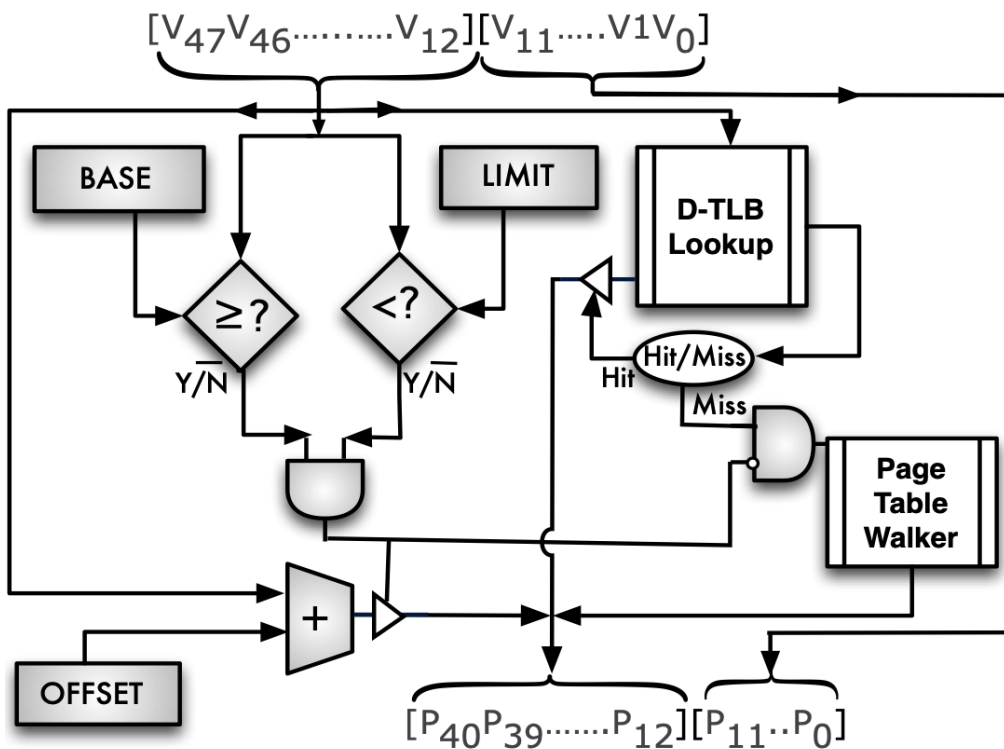 [V47V46..........V12][V11.....V1V0]
BASE
LIMIT
D-TLB
Lookup
≥?
<?
Y/N̅
Y/N̅
Hit/Miss
Hit
Miss
Page
Table
Walker
+
OFFSET
[P40P39.......P12][P11..P0]